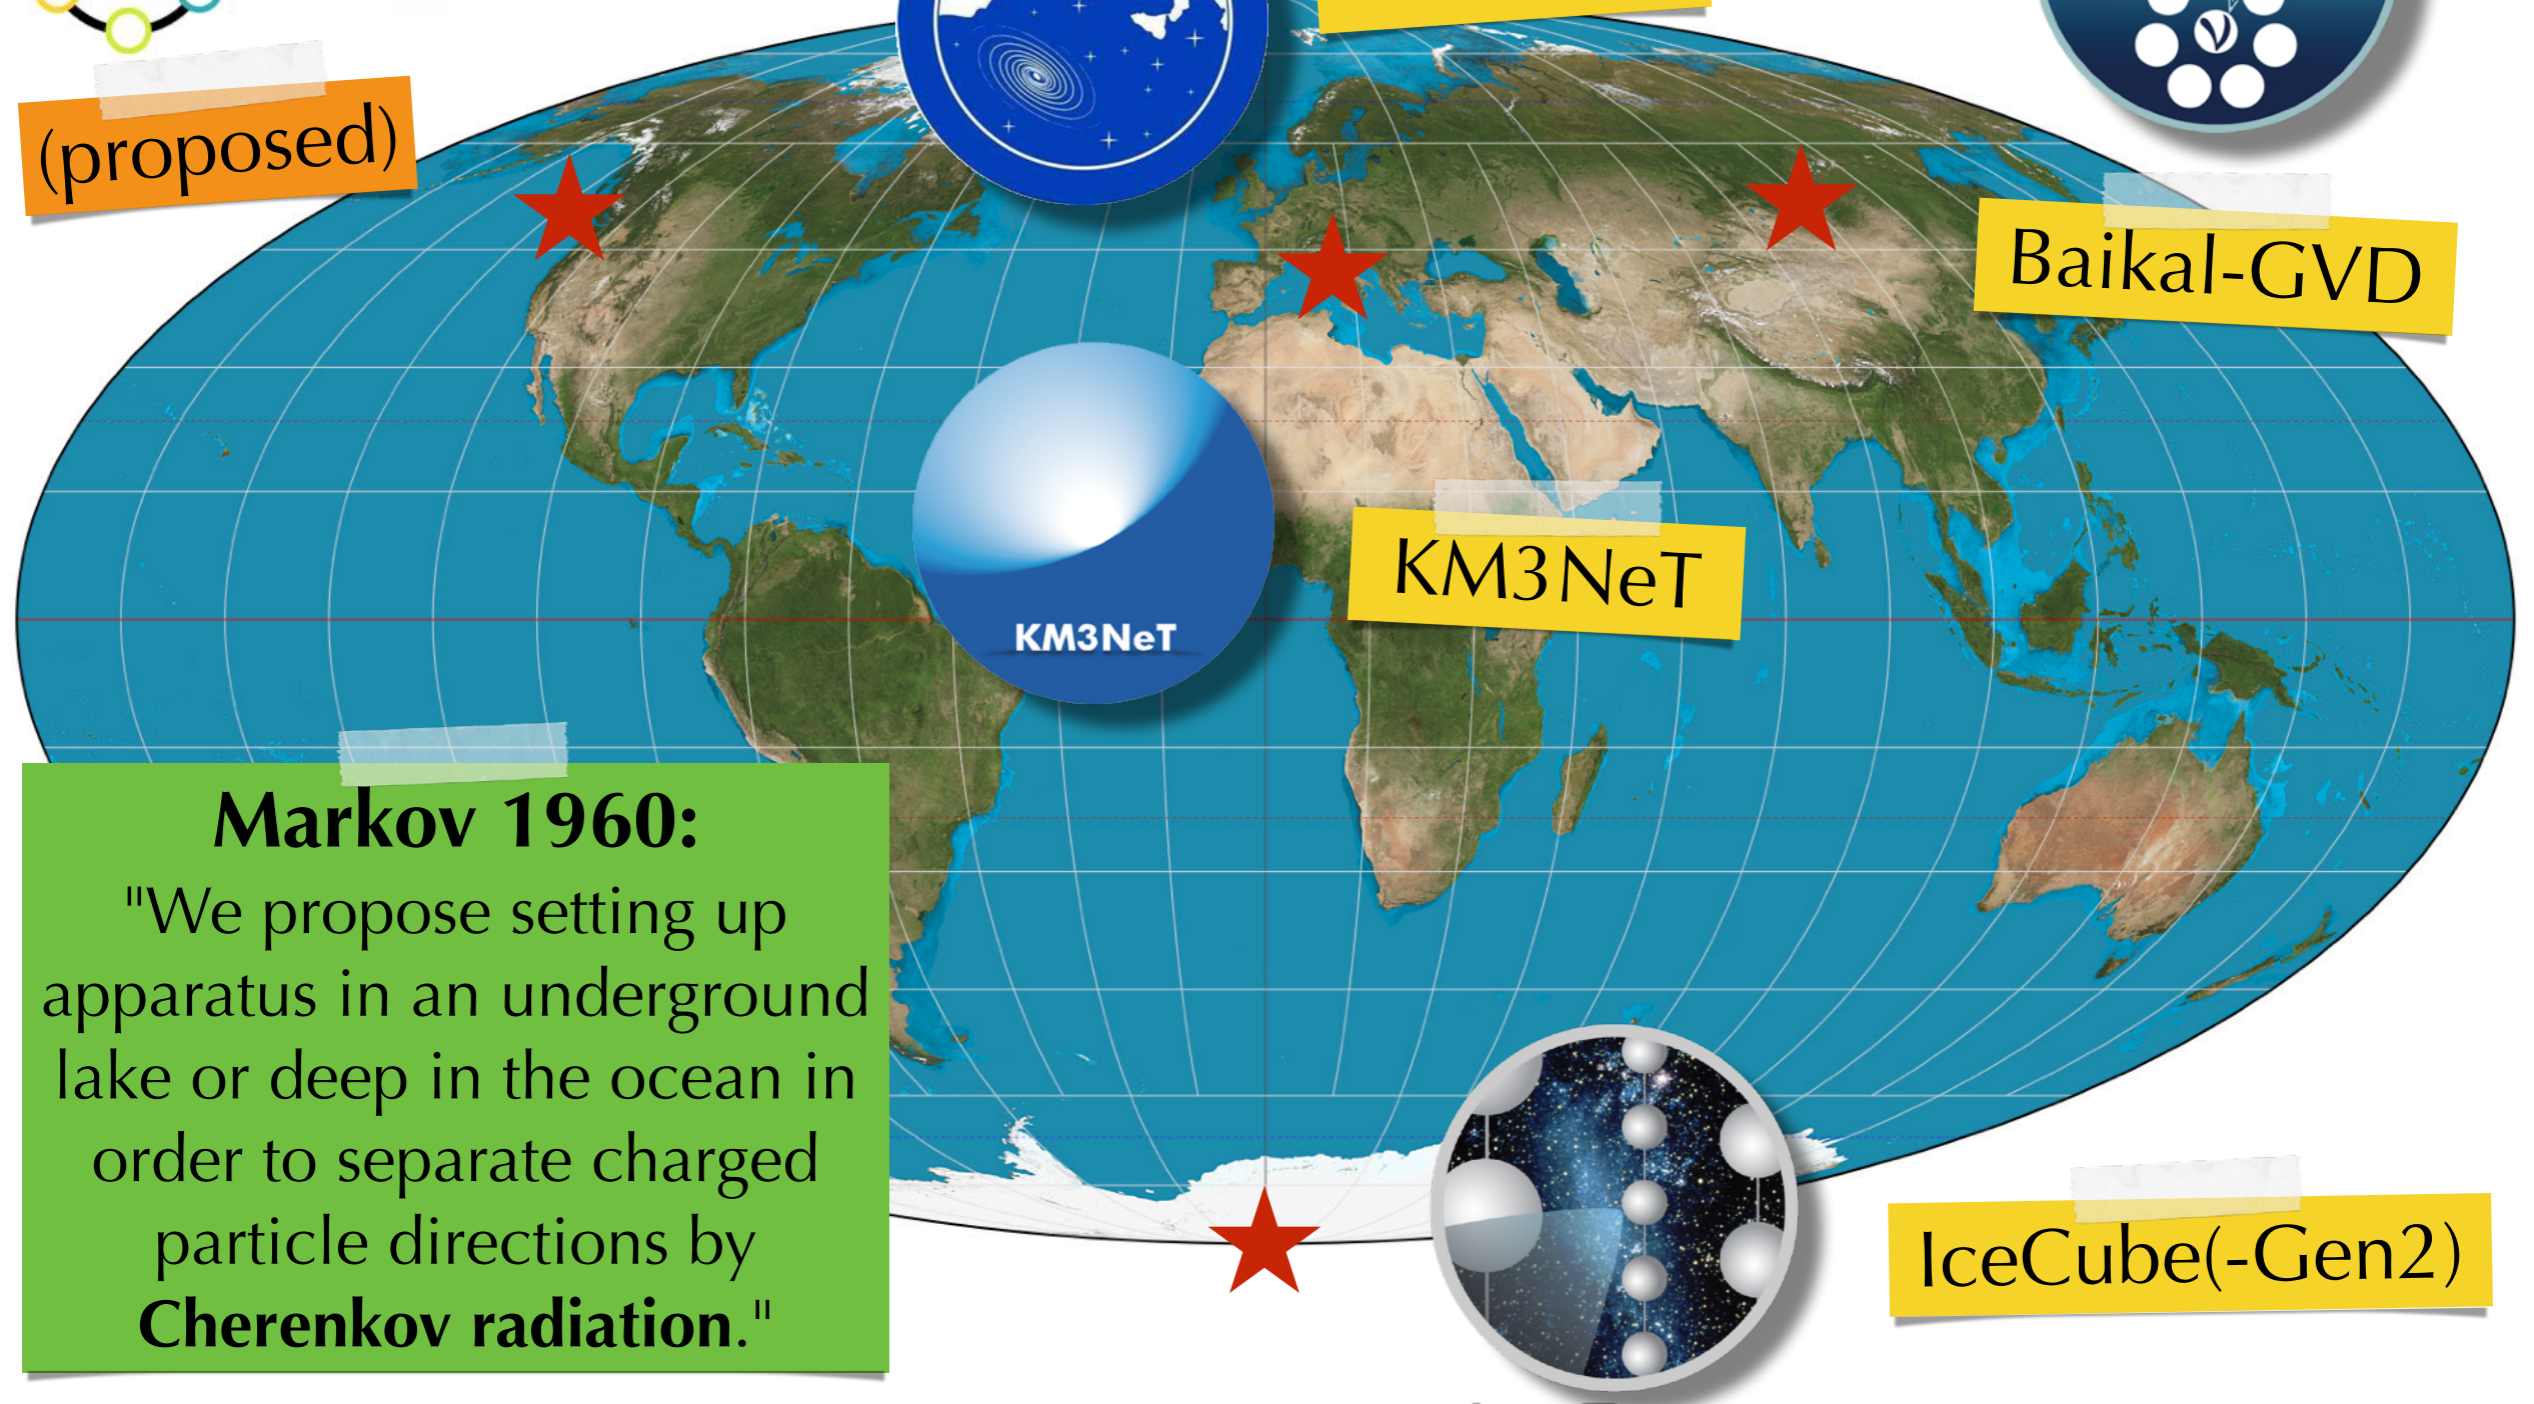 (proposed)
Baikal-GVD
KM3NeT
KM3NeT
Markov 1960:
"We propose setting up
apparatus in an underground
lake or deep in the ocean in
order to separate charged
particle directions by
Cherenkov radiation."
IceCube(-Gen2)